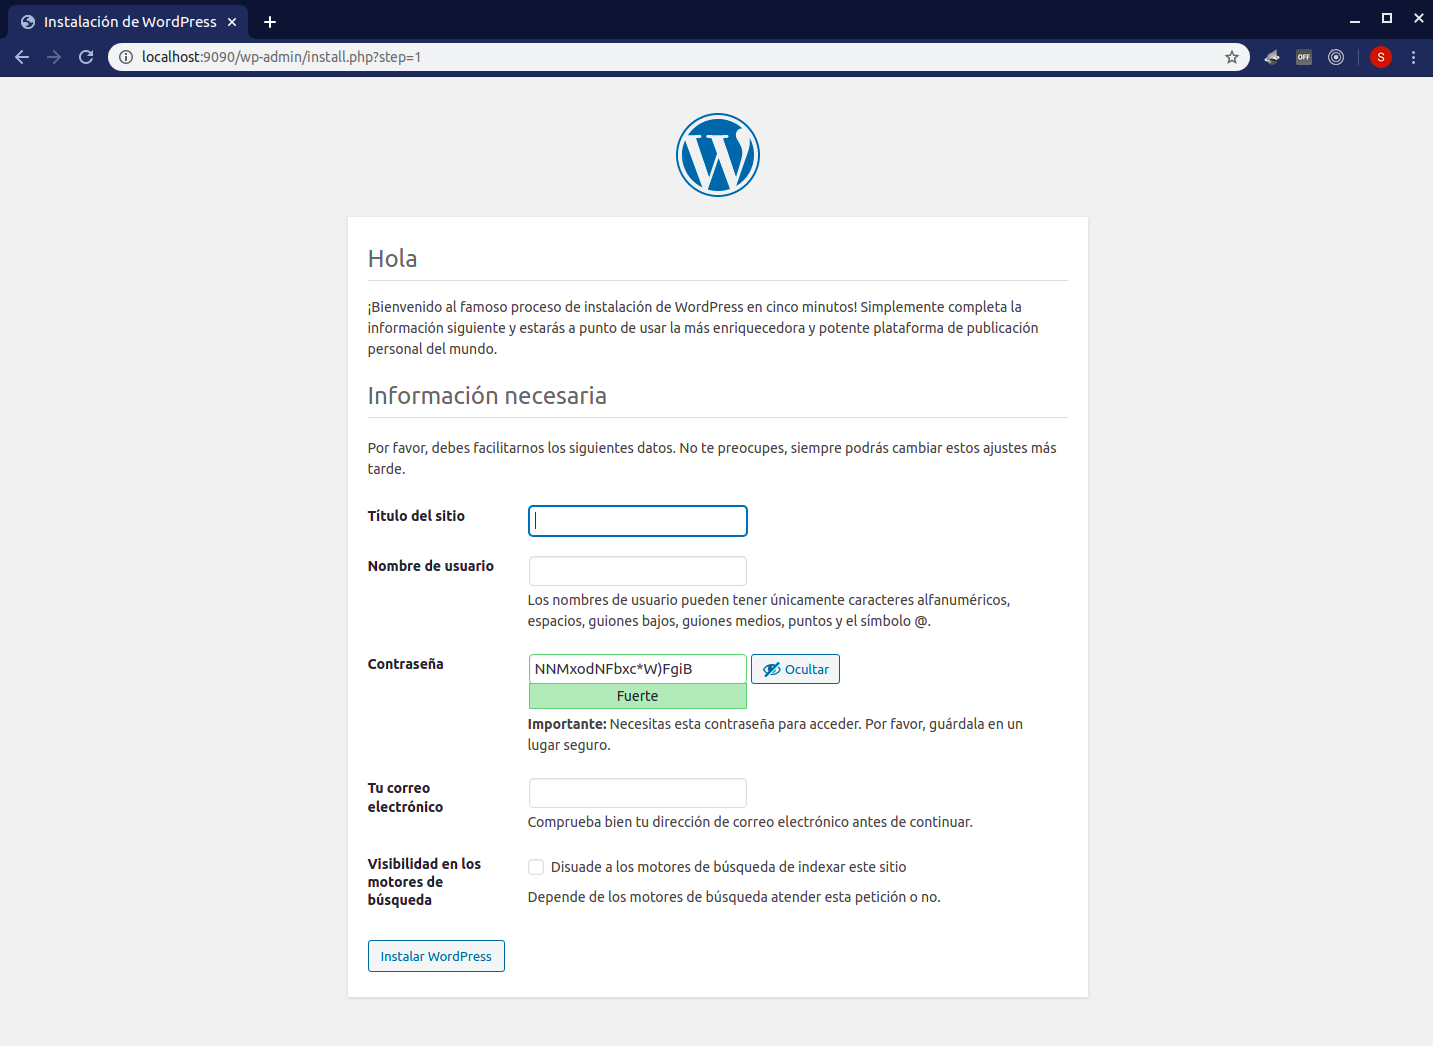 Instalación de WordPress
localhost:9090/wp-admin/install.php?step=1
OFF
S
W
Hola
¡Bienvenido al famoso proceso de instalación de WordPress en cinco minutos! Simplemente completa la
información siguiente y estarás a punto de usar la más enriquecedora y potente plataforma de publicación
personal del mundo.
Información necesaria
Por favor, debes facilitarnos los siguientes datos. No te preocupes, siempre podrás cambiar estos ajustes más
tarde.
Título del sitio
Nombre de usuario
Los nombres de usuario pueden tener únicamente caracteres alfanuméricos,
espacios, guiones bajos, guiones medios, puntos y el símbolo @.
Contraseña
NNMxodNFbxc*W)FgiB
Ocultar
Fuerte
Importante: Necesitas esta contraseña para acceder. Por favor, guárdala en un
lugar seguro.
Tu correo
electrónico
Comprueba bien tu dirección de correo electrónico antes de continuar.
Visibilidad en los
motores de
búsqueda
Disuade a los motores de búsqueda de indexar este sitio
Depende de los motores de búsqueda atender esta petición o no.
Instalar WordPress